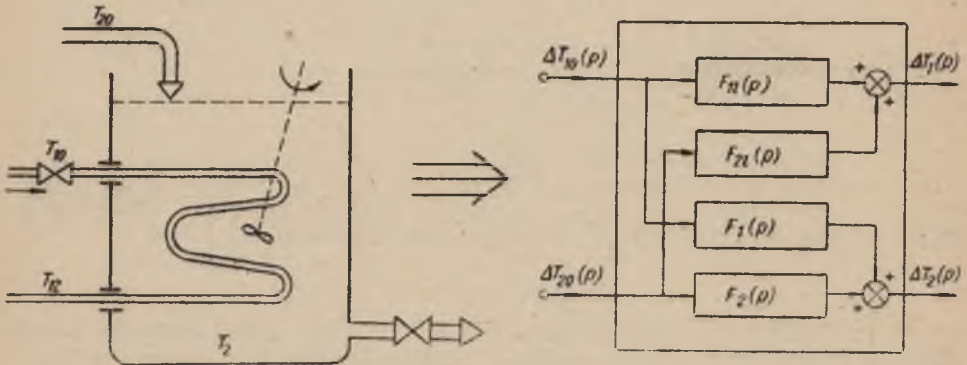 T20
T10
T12
T2
ΔT10(p)
F11(p)
+
+
ΔT1(p)
F21(p)
F1(p)
ΔT20(p)
F2(p)
+
+
ΔT2(p)